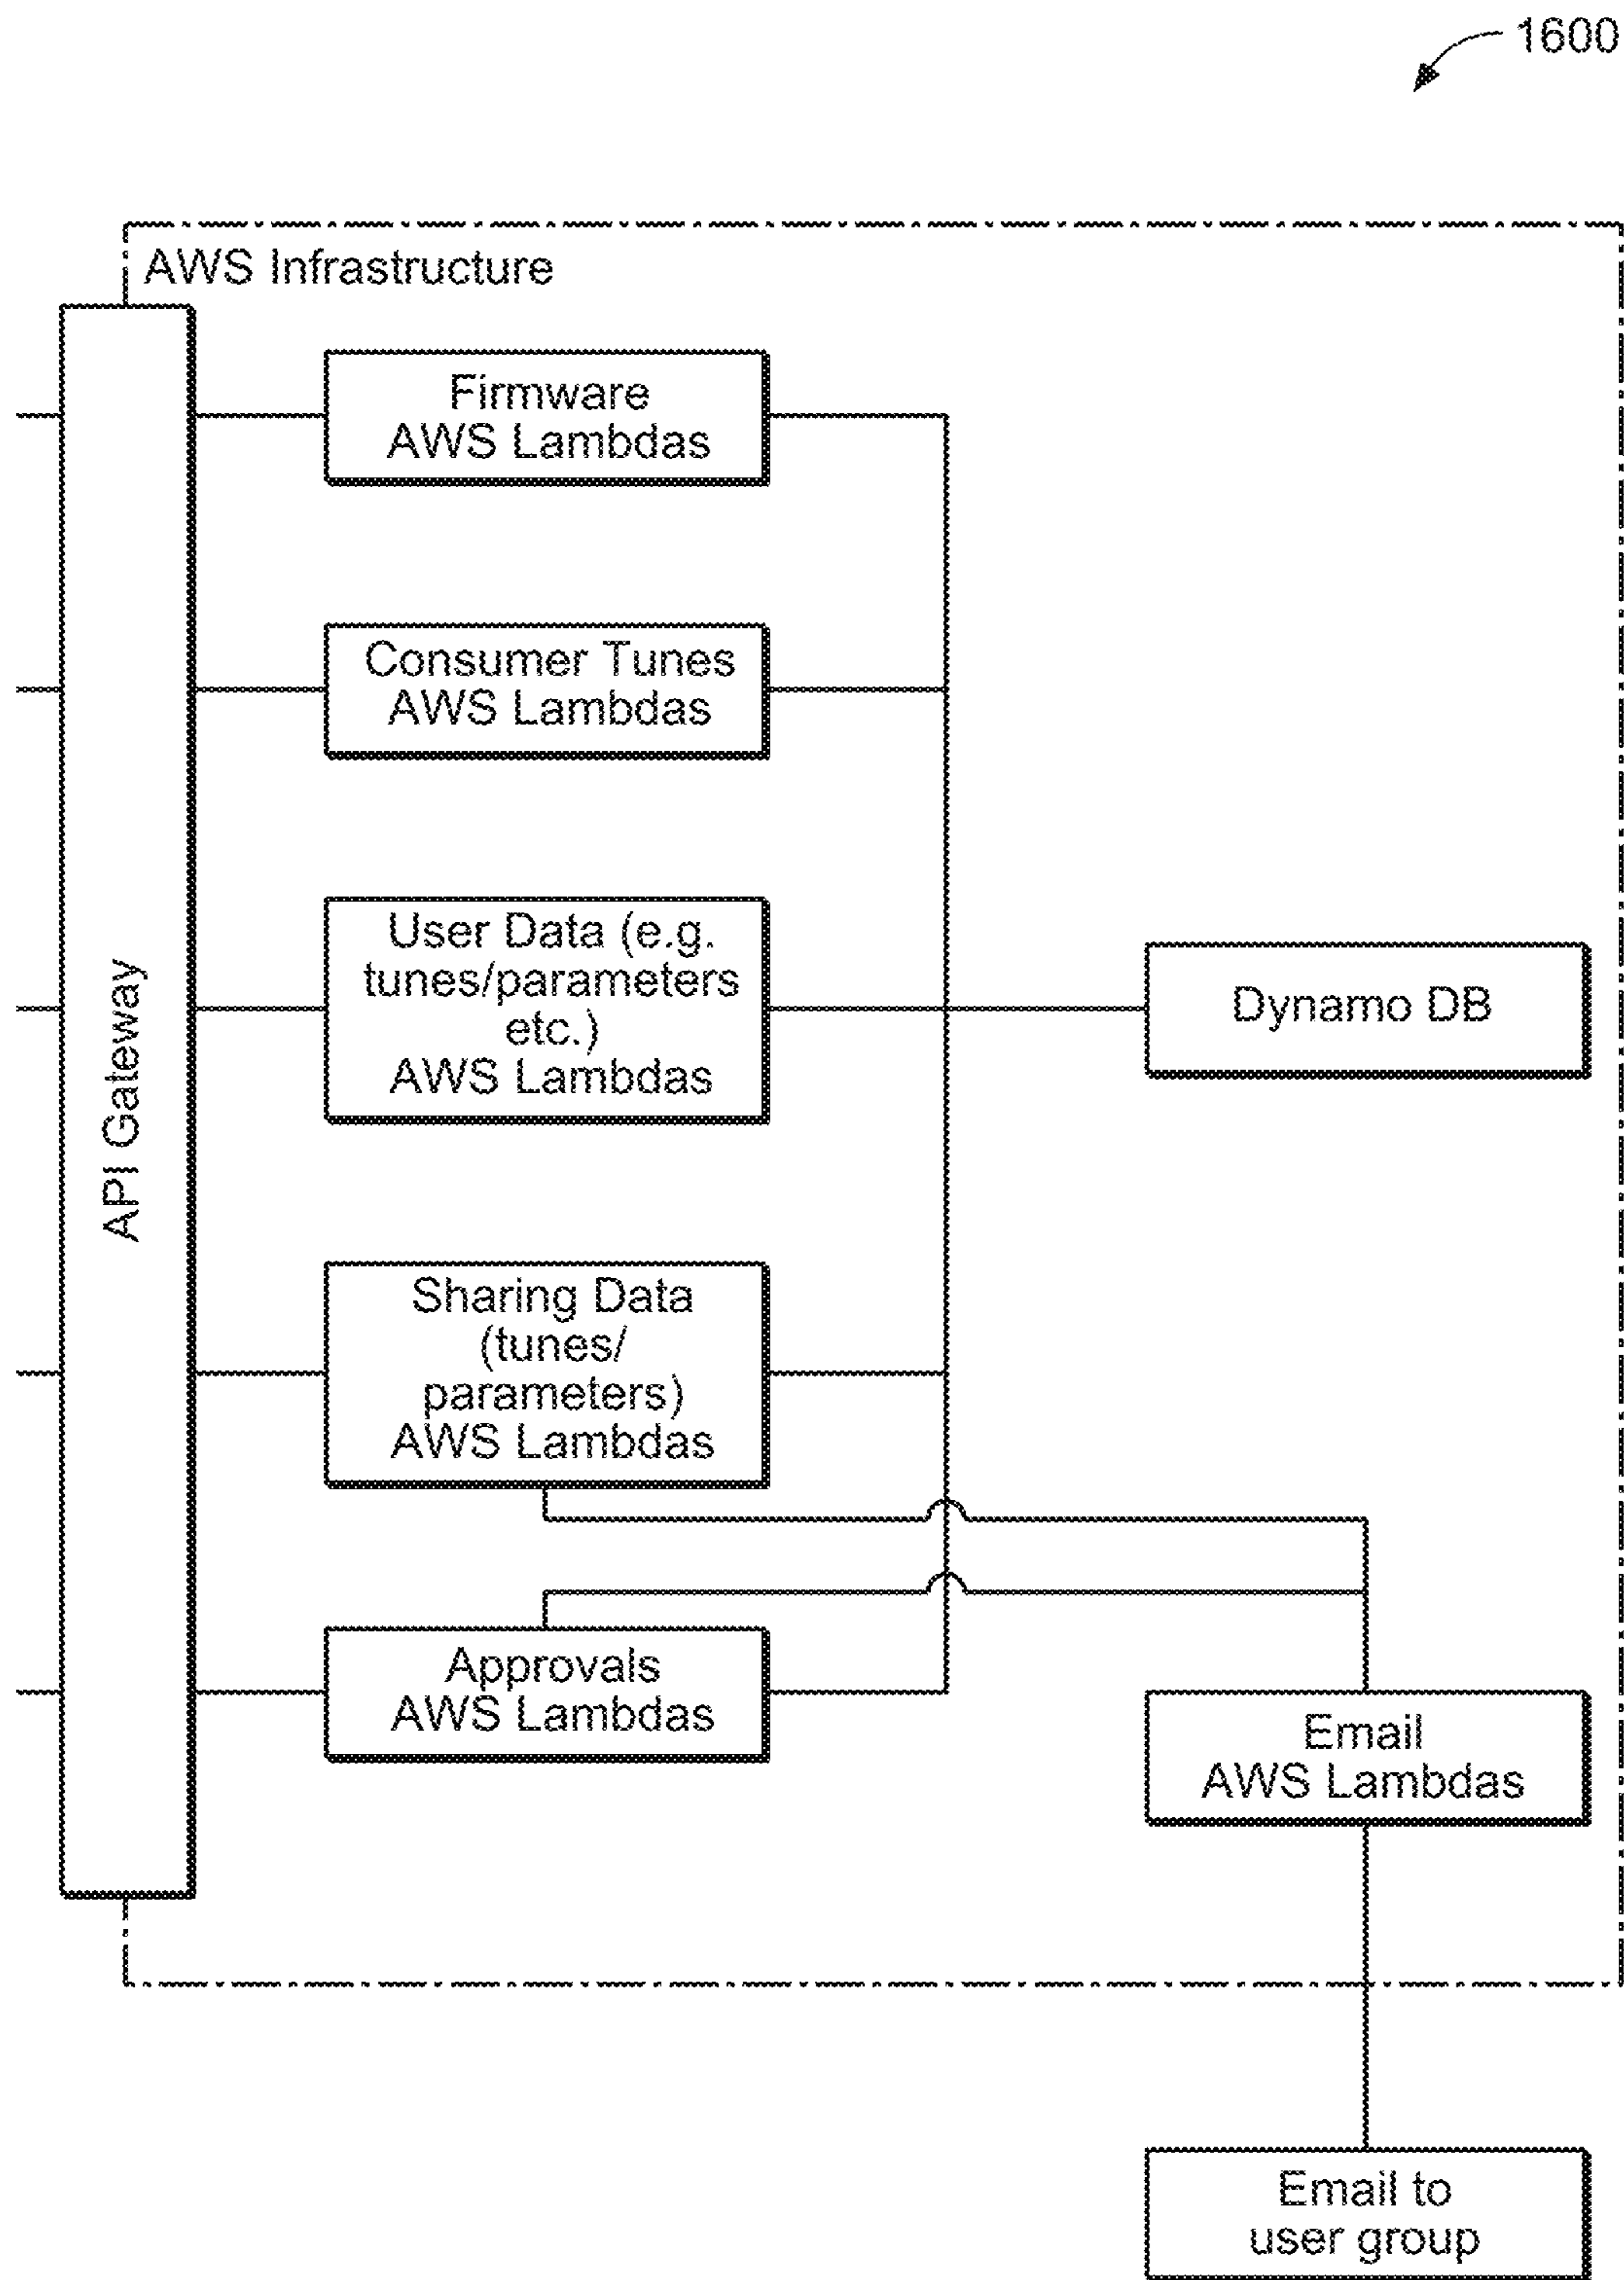 1600
AWS Infrastructure
API Gateway
Firmware
AWS Lambdas
Consumer Tunes
AWS Lambdas
User Data (e.g.
tunes/parameters
etc.)
AWS Lambdas
Dynamo DB
Sharing Data
(tunes/
parameters)
AWS Lambdas
Approvals
AWS Lambdas
Email
AWS Lambdas
Email to
user group